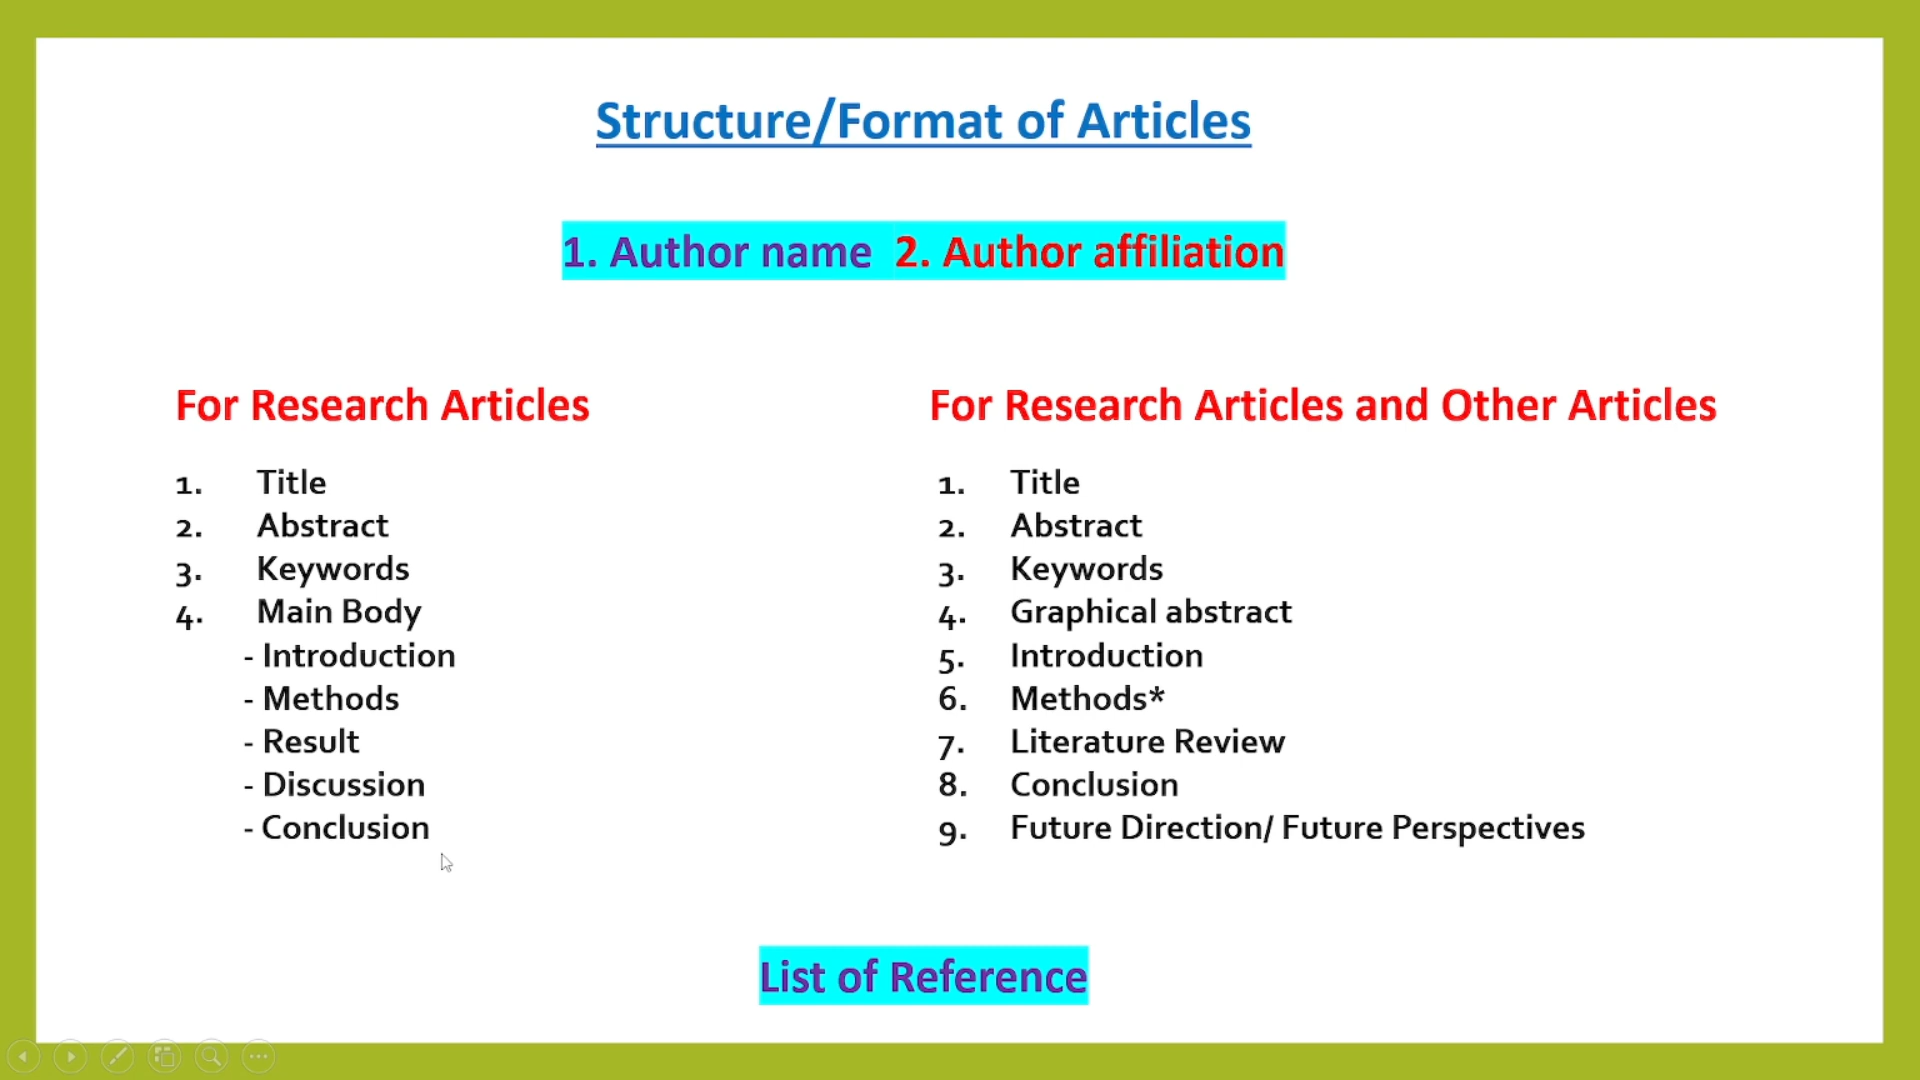 Structure/Format of Articles
1. Author name 2. Author affiliation
For Research Articles
1. Title
2. Abstract
3. Keywords
4. Main Body
- Introduction
- Methods
- Result
- Discussion
- Conclusion
For Research Articles and Other Articles
1. Title
2. Abstract
3. Keywords
4. Graphical abstract
5. Introduction
6. Methods*
7. Literature Review
8. Conclusion
9. Future Direction/ Future Perspectives
List of Reference